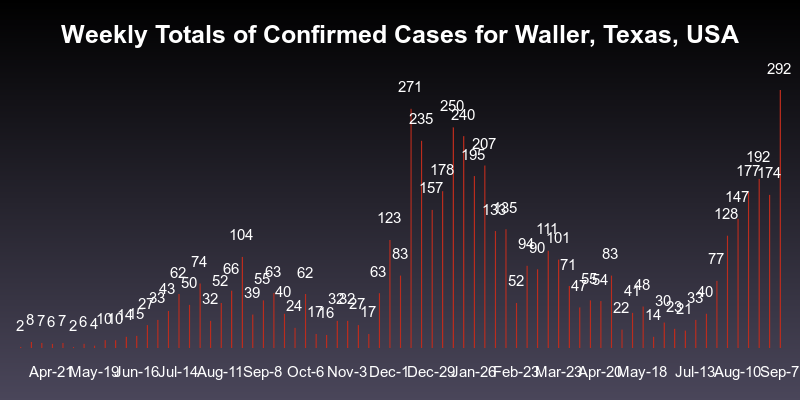 Weekly Totals of Confirmed Cases for Waller, Texas, USA
2 8 7 6 7 2 6 4 10 10 14 15 27 33 43 62 50 74 32 52 66 104 39 55 63 40 24 62 17 16 32 32 27 17 63 123 83 271 235 157 178 250 240 195 207 133 135 52 94 90 111 101 71 47 55 54 83 22 41 48 14 30 23 21 33 40 77 128 147 177 192 174 292
Apr-21 May-19 Jun-16 Jul-14 Aug-11 Sep-8 Oct-6 Nov-3 Dec-1 Dec-29 Jan-26 Feb-23 Mar-23 Apr-20 May-18 Jul-13 Aug-10 Sep-7